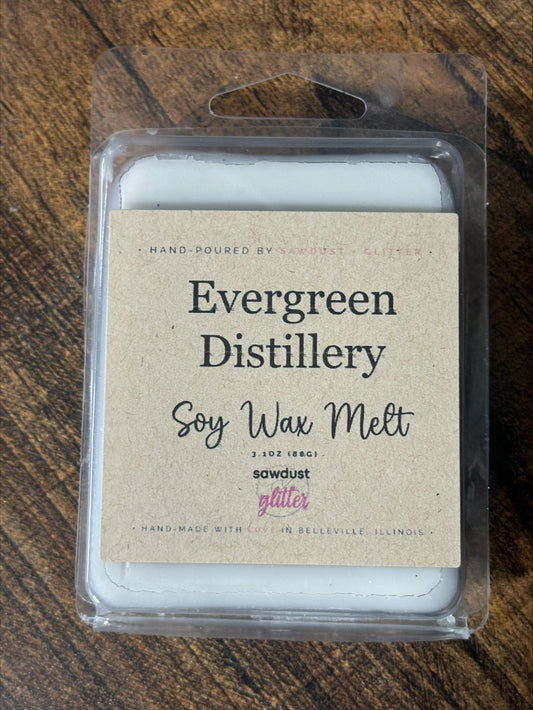 · HAND-POURED BY SAWDUST + GLITTER ·
Evergreen
Distillery
Soy Wax Melt
3.1OZ (88G)
sawdust
glitter
· HAND-MADE WITH LOVE IN BELLEVILLE, ILLINOIS ·